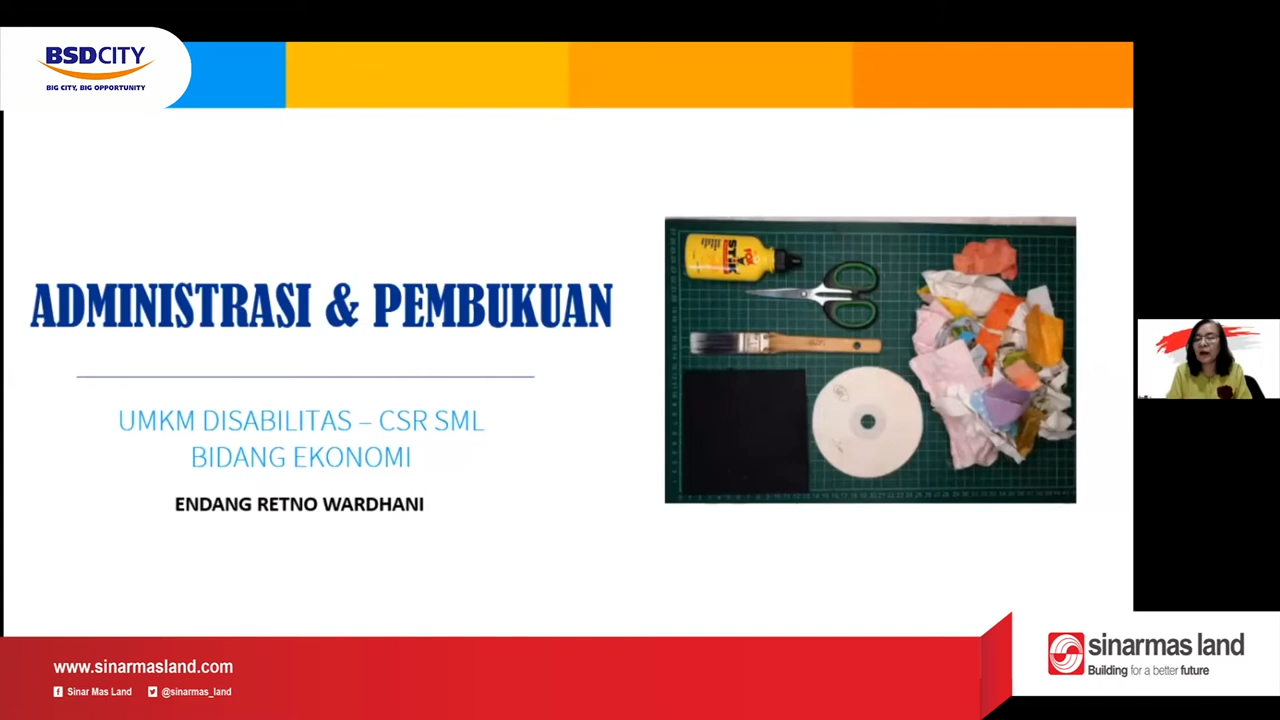 BSDCITY
BIG CITY, BIG OPPORTUNITY
ADMINISTRASI & PEMBUKUAN
UMKM DISABILITAS – CSR SML
BIDANG EKONOMI
ENDANG RETNO WARDHANI
STIK
www.sinarmasland.com
Sinar Mas Land
@sinarmas_land
sinarmas land
Building for a better future